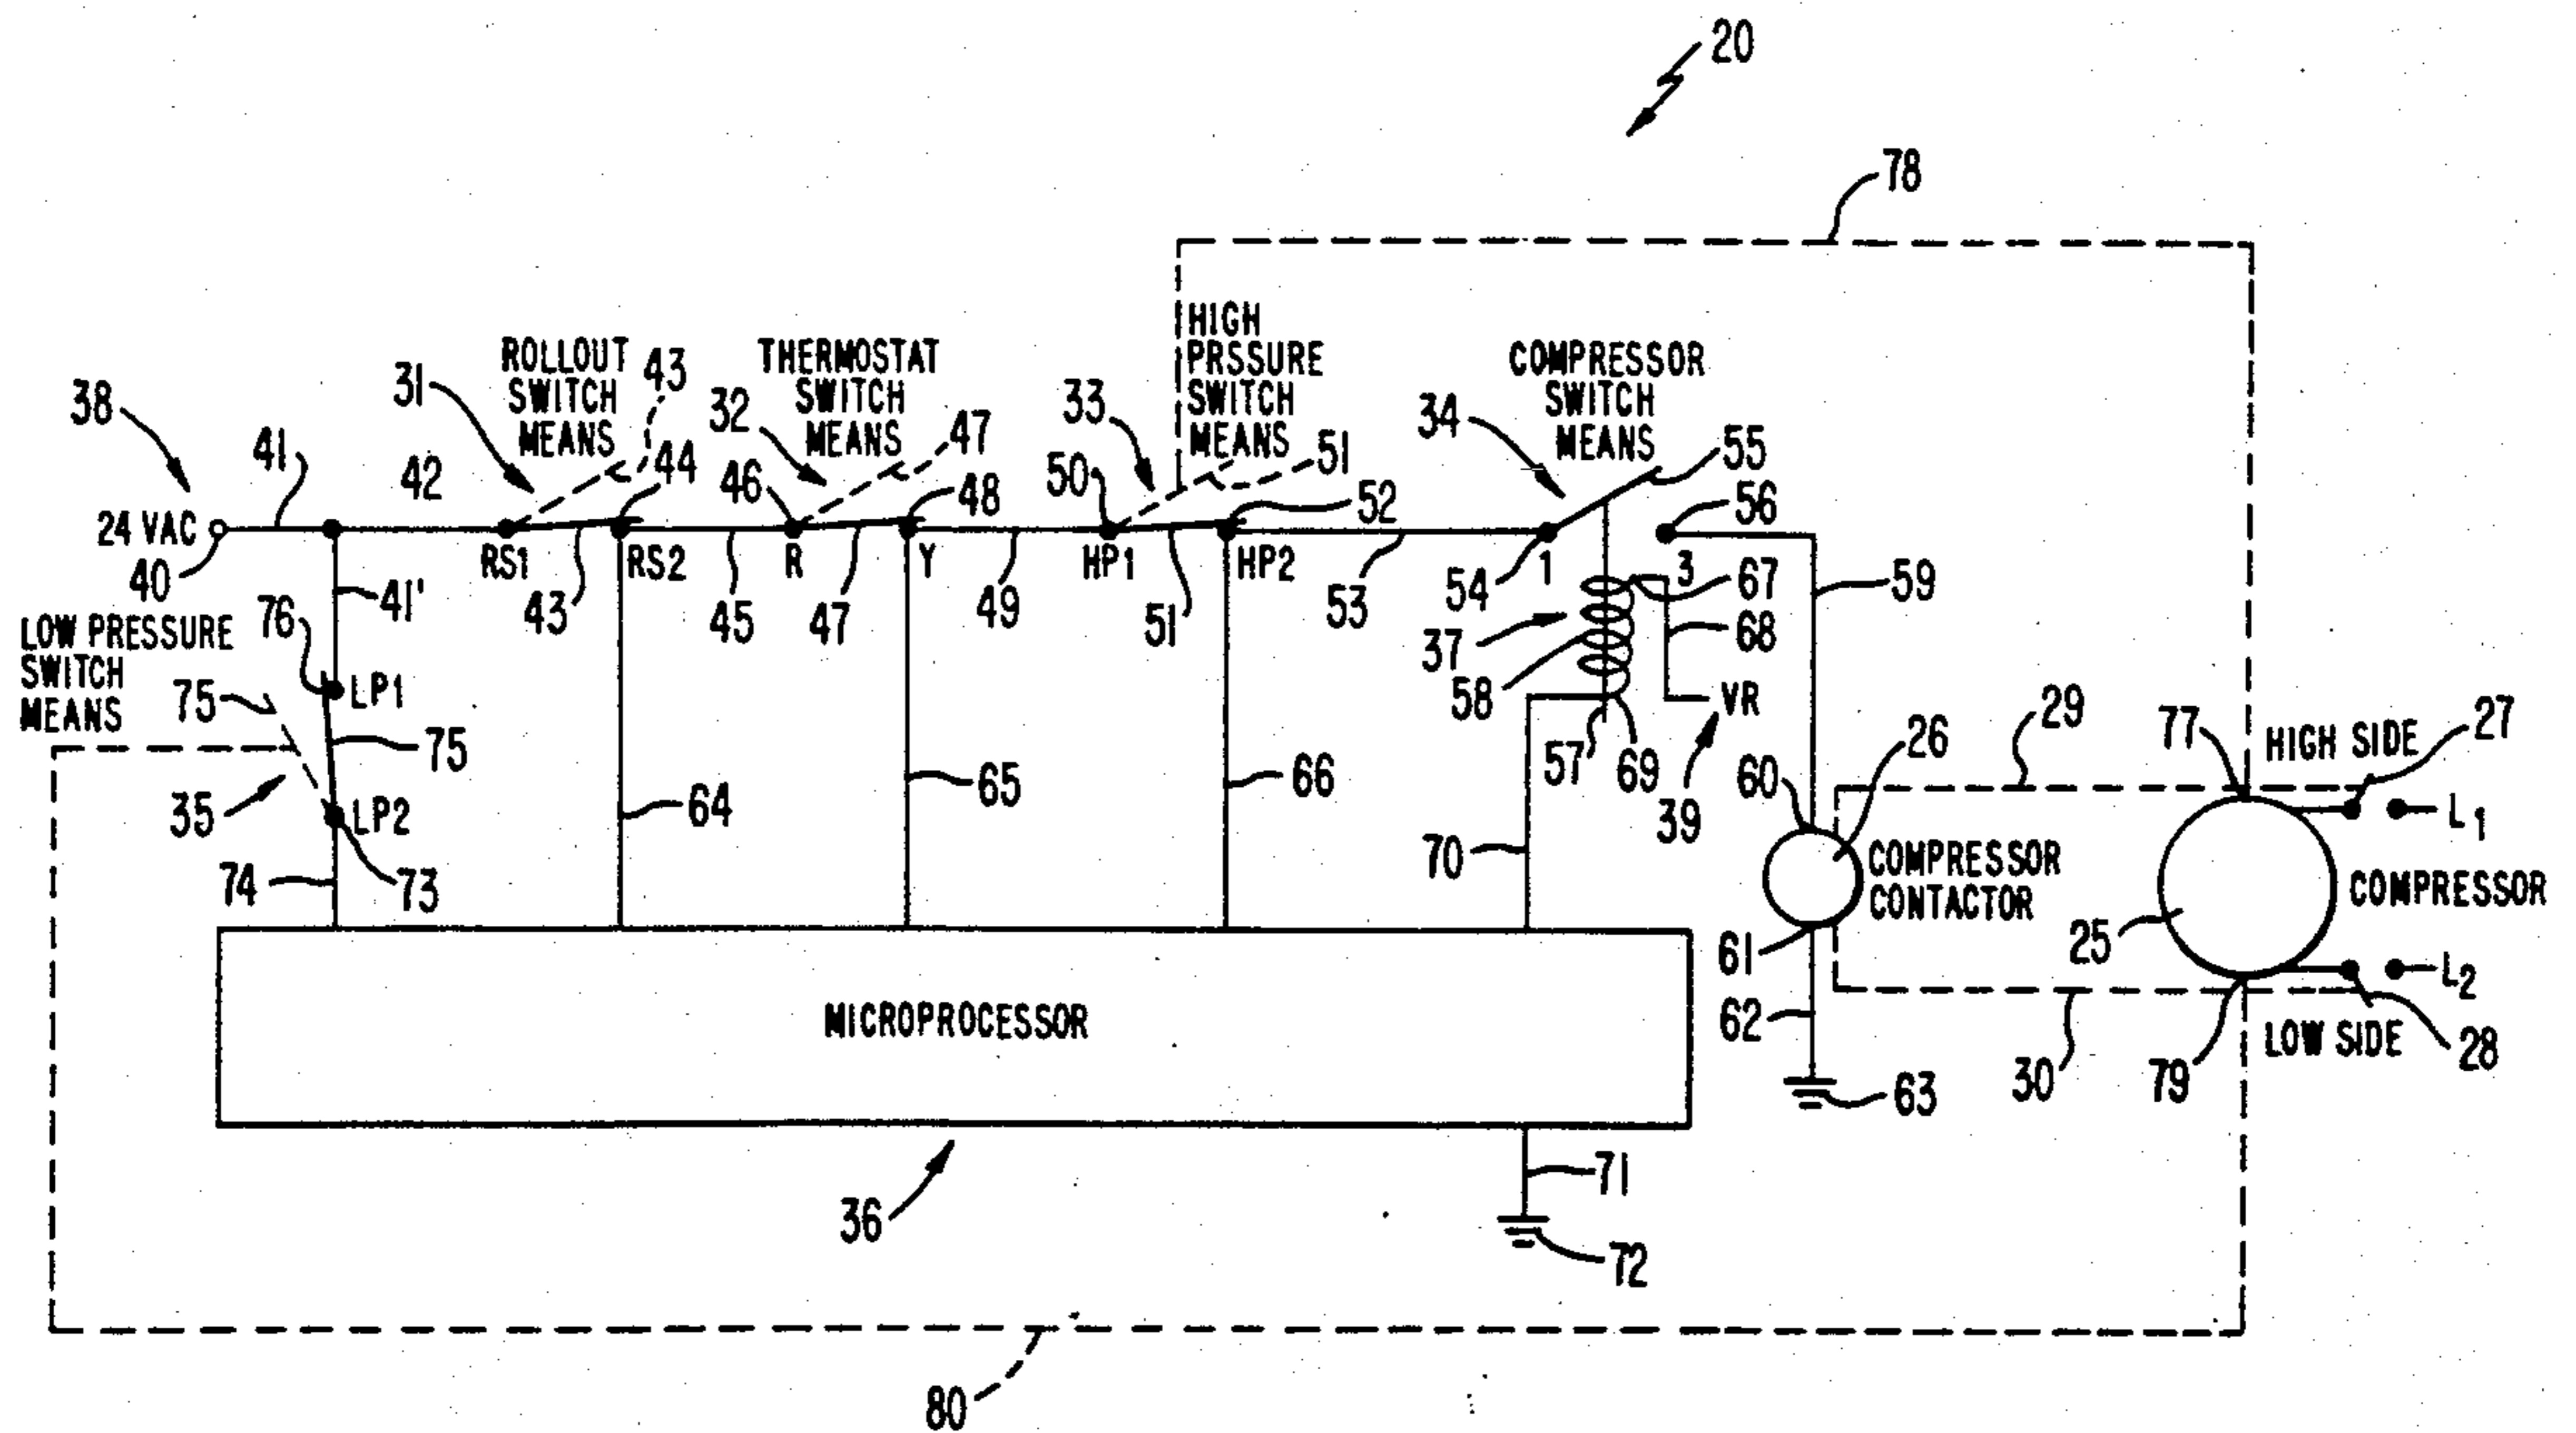 20
78
HIGH
PRSSURE
SWITCH
MEANS
ROLLOUT
SWITCH
MEANS
43
THERMOSTAT
SWITCH
MEANS
COMPRESSOR
SWITCH
MEANS
38
31
32
47
33
34
55
41
42
44
46
48
50
51
52
56
24 VAC
40
RS1
43
RS2
R
Y
HP1
HP2
1
3
67
59
41'
45
47
49
51
53
54
37
68
LOW PRESSURE
SWITCH
MEANS
76
LP1
75
75
58
VR
57
69
39
26
29
77
HIGH SIDE
27
35
LP2
64
65
66
60
L1
74
73
70
COMPRESSOR
CONTACTOR
COMPRESSOR
25
61
L2
62
MICROPROCESSOR
LOW SIDE
28
30
79
63
71
36
72
80